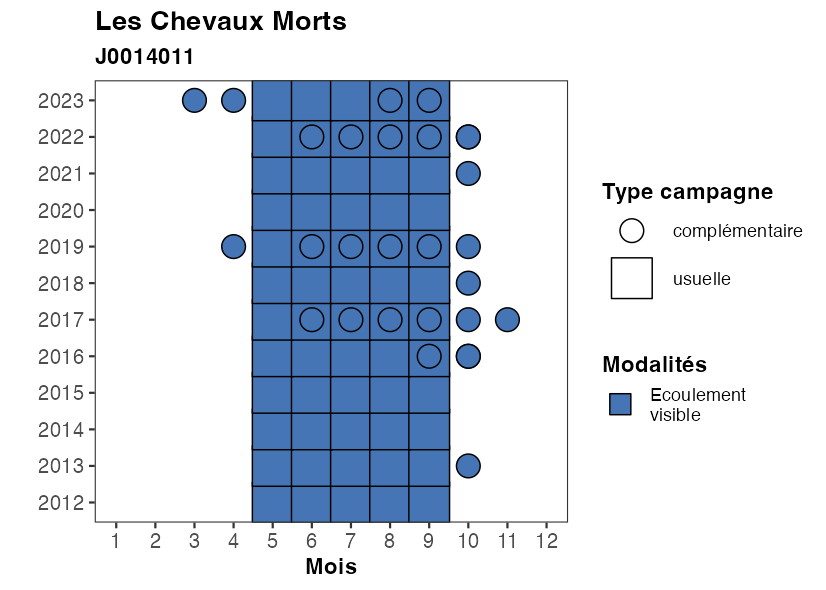 Les Chevaux Morts
J0014011
2023
2022
2021
2020
2019
2018
2017
2016
2015
2014
2013
2012
1 2 3 4 5 6 7 8 9 10 11 12
Mois
Type campagne
complémentaire
usuelle
Modalités
Ecoulement
visible